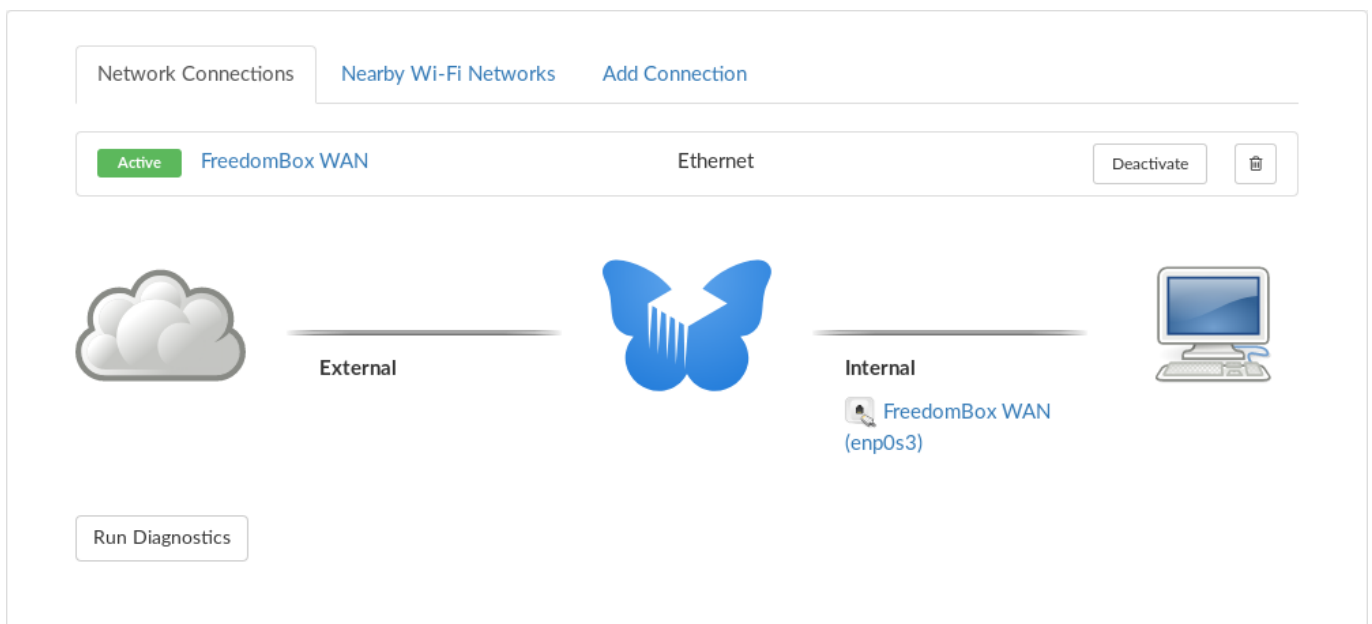 Network Connections Nearby Wi-Fi Networks Add Connection
Active FreedomBox WAN Ethernet Deactivate
External
Internal
FreedomBox WAN
(enp0s3)
Run Diagnostics